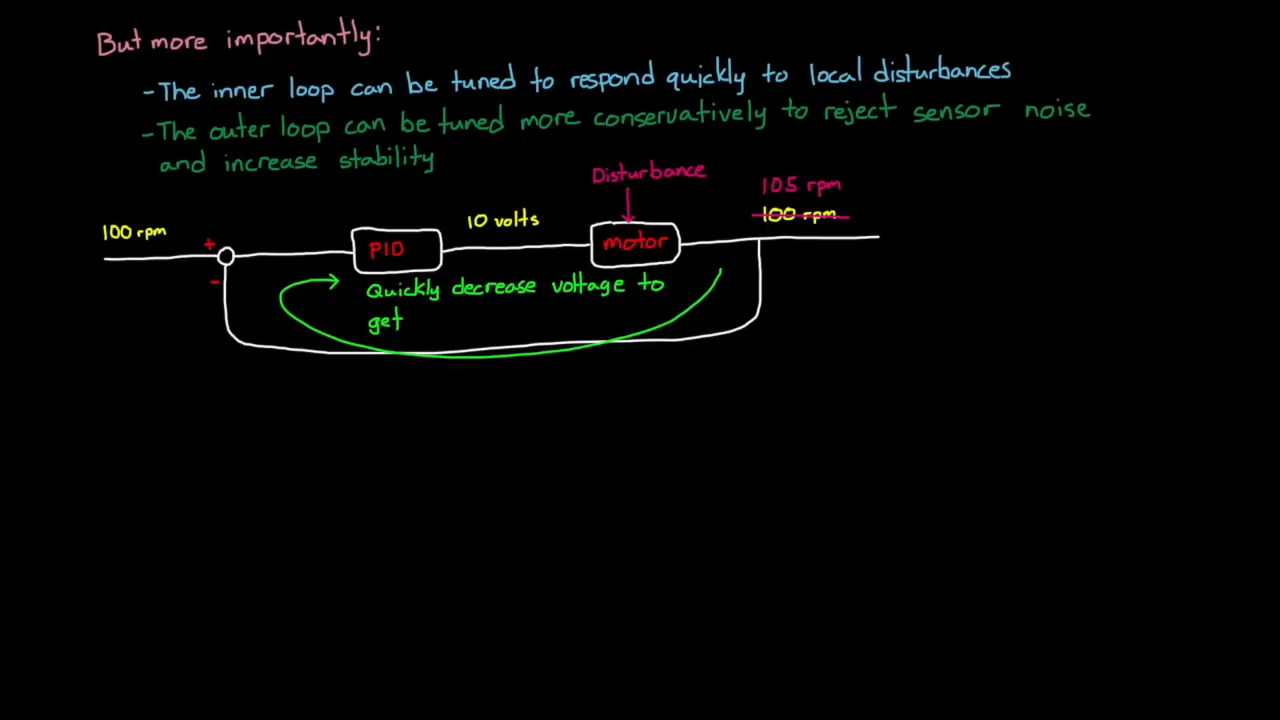 But more importantly:
- The inner loop can be tuned to respond quickly to local disturbances
- The outer loop can be tuned more conservatively to reject sensor noise
and increase stability
Disturbance
105 rpm
100 rpm
10 volts
100 rpm
+
PID
motor
-
Quickly decrease voltage to
get